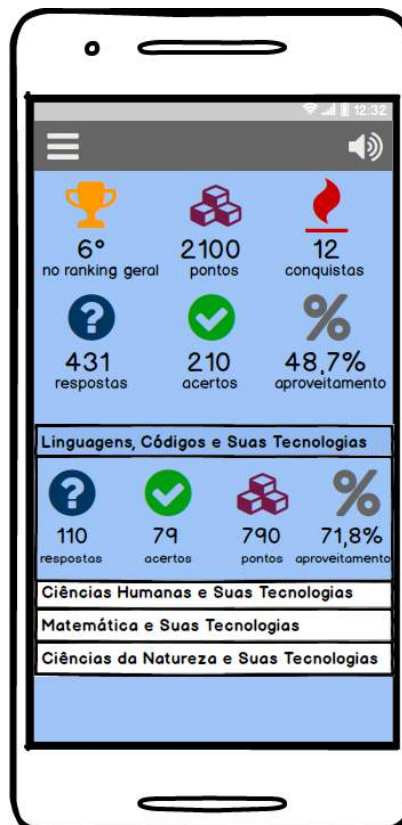 12:32
6° 2100 12
no ranking geral pontos conquistas
? %
431 210 48,7%
respostas acertos aproveitamento
Linguagens, Códigos e Suas Tecnologias
? %
110 79 790 71,8%
respostas acertos pontos aproveitamento
Ciências Humanas e Suas Tecnologias
Matemática e Suas Tecnologias
Ciências da Natureza e Suas Tecnologias